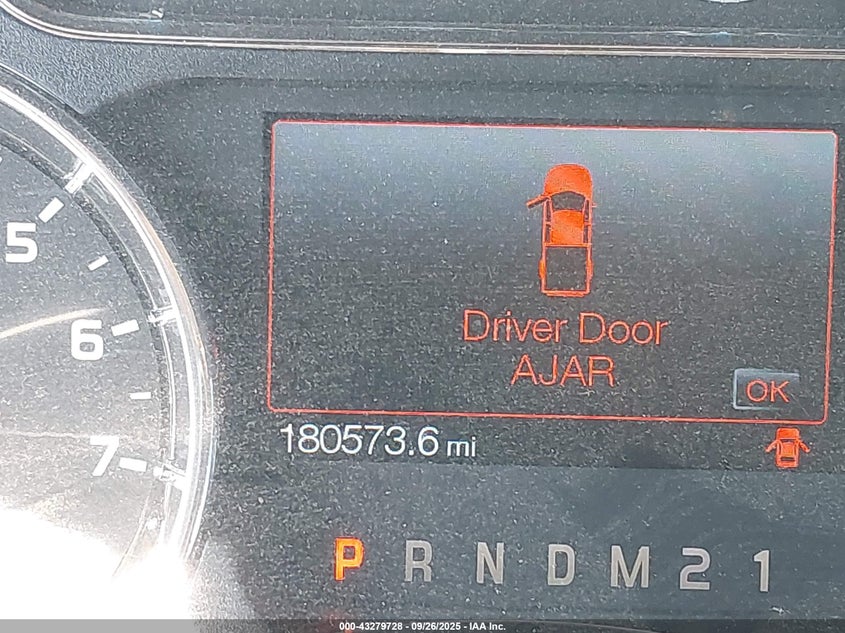 5
6
7
Driver Door
AJAR
OK
180573.6 mi
P R N D M 2 1
000-43279728 - 09/26/2025 - IAA Inc.